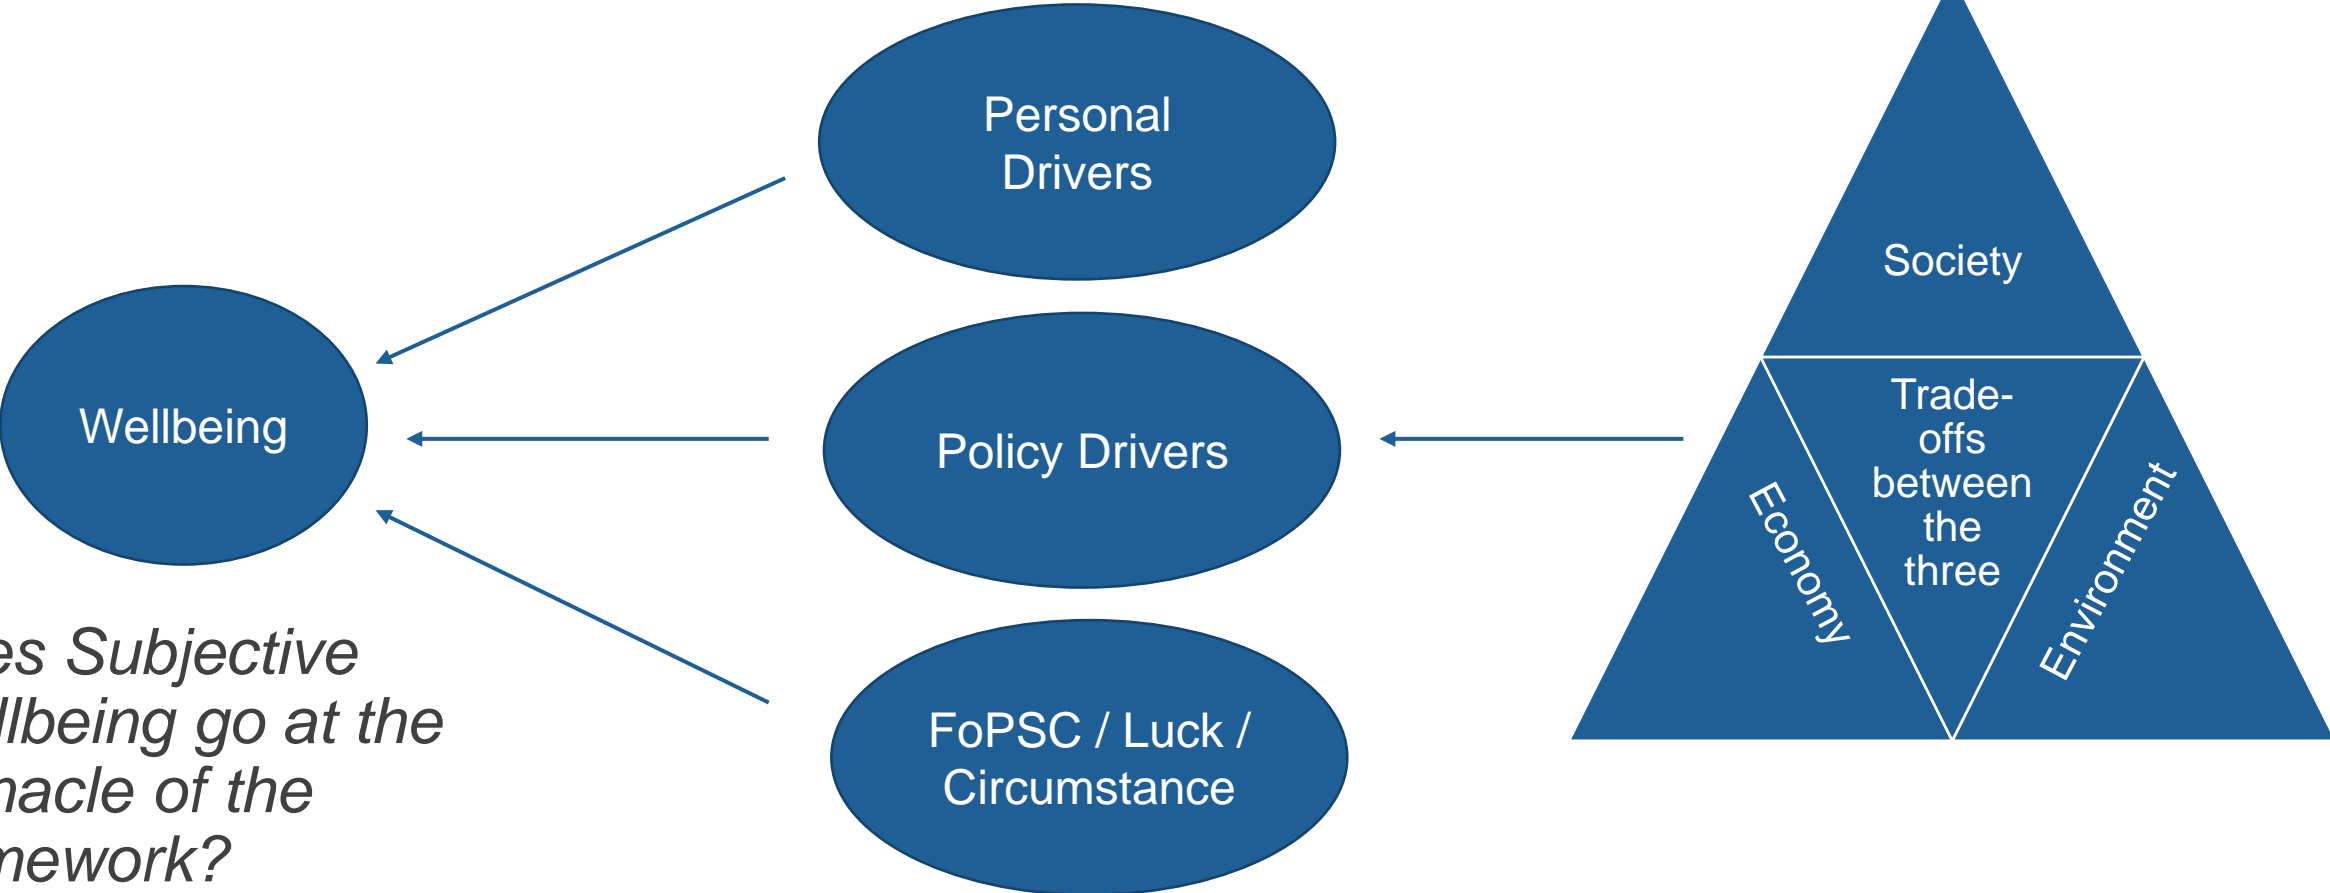 Personal
Drivers
Society
Wellbeing
Policy Drivers
Trade-
offs
between
the
three
Economy
Environment
FoPSC / Luck /
Circumstance
es Subjective
llbeing go at the
nacle of the
mework?